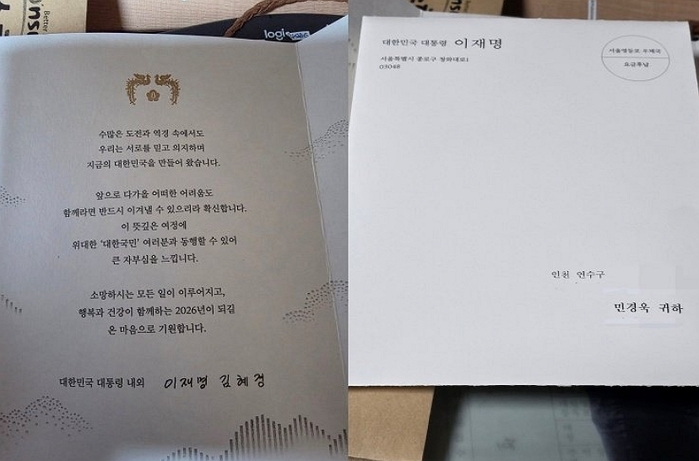 수많은 도전과 역경 속에서도
우리는 서로를 믿고 의지하며
지금의 대한민국을 만들어 왔습니다.
앞으로 다가올 어떠한 어려움도
함께라면 반드시 이겨낼 수 있으리라 확신합니다.
이 뜻깊은 여정에
위대한 '대한국민' 여러분과 동행할 수 있어
큰 자부심을 느낍니다.
소망하시는 모든 일이 이루어지고,
행복과 건강이 함께하는 2026년이 되길
온 마음으로 기원합니다.
대한민국 대통령 내외 이재명 김혜경
대한민국 대통령 이재명
서울특별시 종로구 청와대로1
03048
서울영등포 우체국
요금후납
인천 연수구
민경욱 귀하